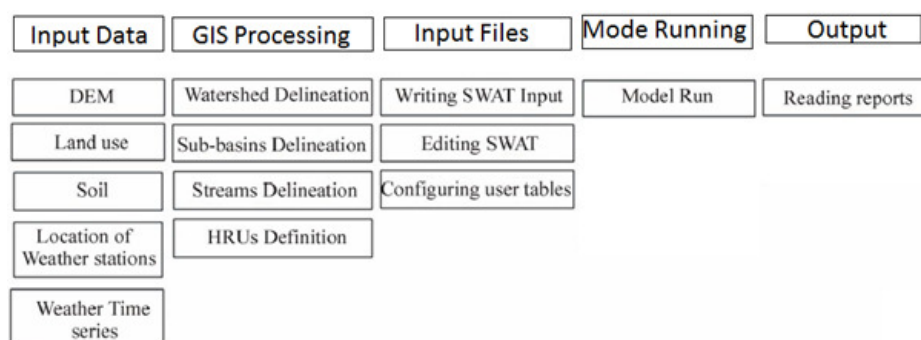 Input Data
GIS Processing
Input Files
Mode Running
Output
DEM
Watershed Delineation
Writing SWAT Input
Model Run
Reading reports
Land use
Sub-basins Delineation
Editing SWAT
Soil
Streams Delineation
Configuring user tables
Location of
Weather stations
HRUs Definition
Weather Time
series